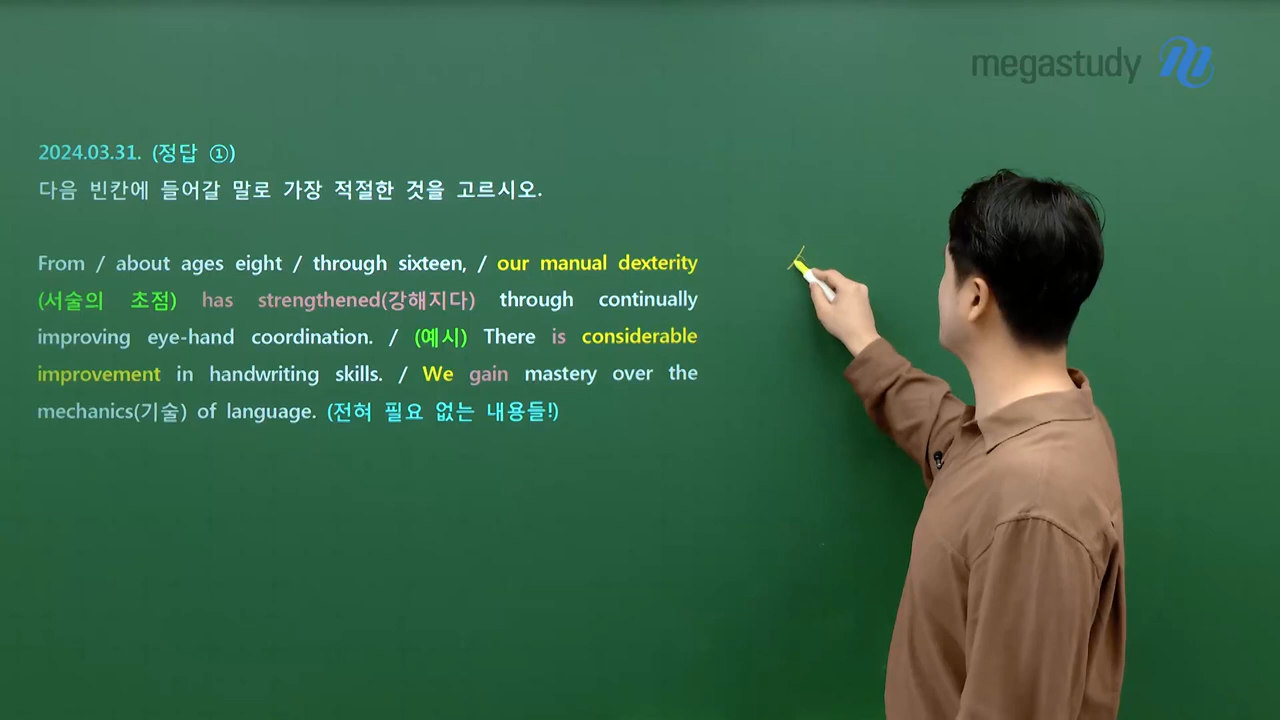 megastudy
2024.03.31. (정답 ①)
다음 빈칸에 들어갈 말로 가장 적절한 것을 고르시오.
From / about ages eight / through sixteen, / our manual dexterity
(서술의 초점) has strengthened(강해지다) through continually
improving eye-hand coordination. / (예시) There is considerable
improvement in handwriting skills. / We gain mastery over the
mechanics(기술) of language. (전혀 필요 없는 내용들!)